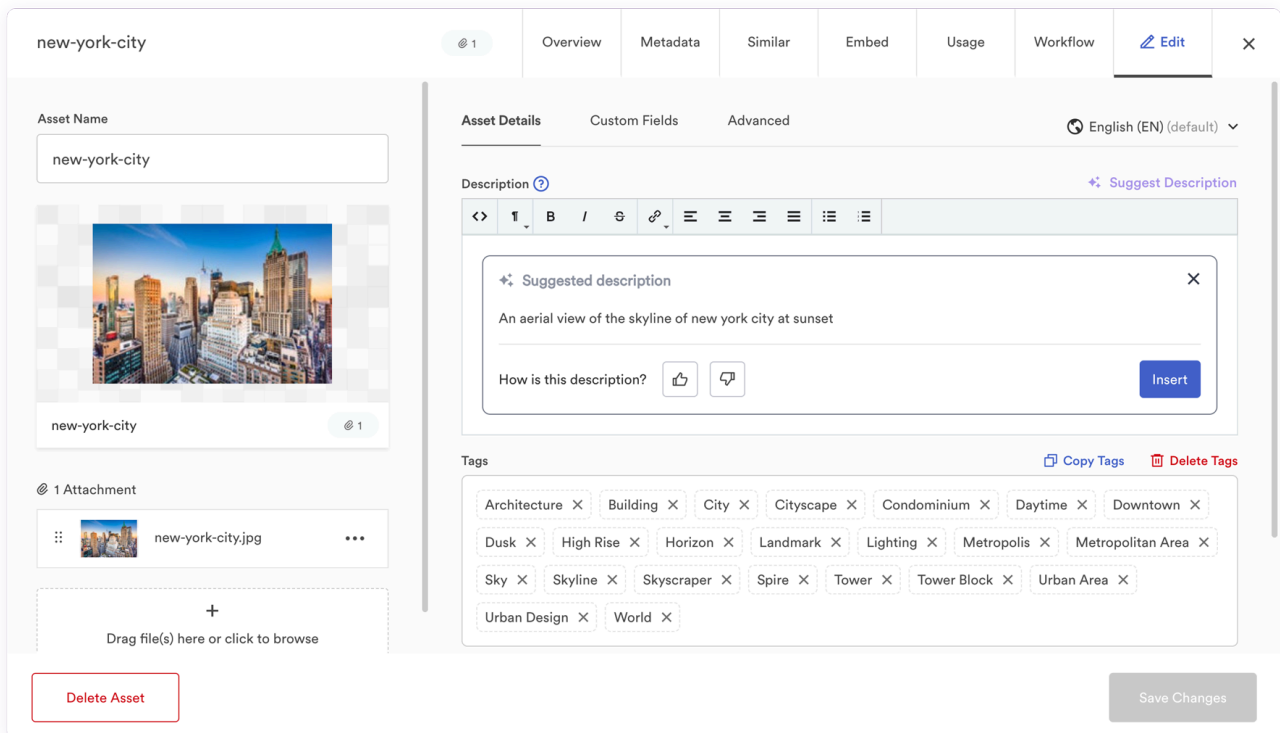 new-york-city
1
Overview
Metadata
Similar
Embed
Usage
Workflow
Edit
Asset Name
new-york-city
new-york-city
1
1 Attachment
new-york-city.jpg
Drag file(s) here or click to browse
Asset Details
Custom Fields
Advanced
English (EN) (default)
Description ?
Suggest Description
B I S
Suggested description
An aerial view of the skyline of new york city at sunset
How is this description?
Insert
Tags
Copy Tags
Delete Tags
Architecture Building City Cityscape Condominium Daytime Downtown
Dusk High Rise Horizon Landmark Lighting Metropolis Metropolitan Area
Sky Skyline Skyscraper Spire Tower Tower Block Urban Area
Urban Design World
Delete Asset
Save Changes